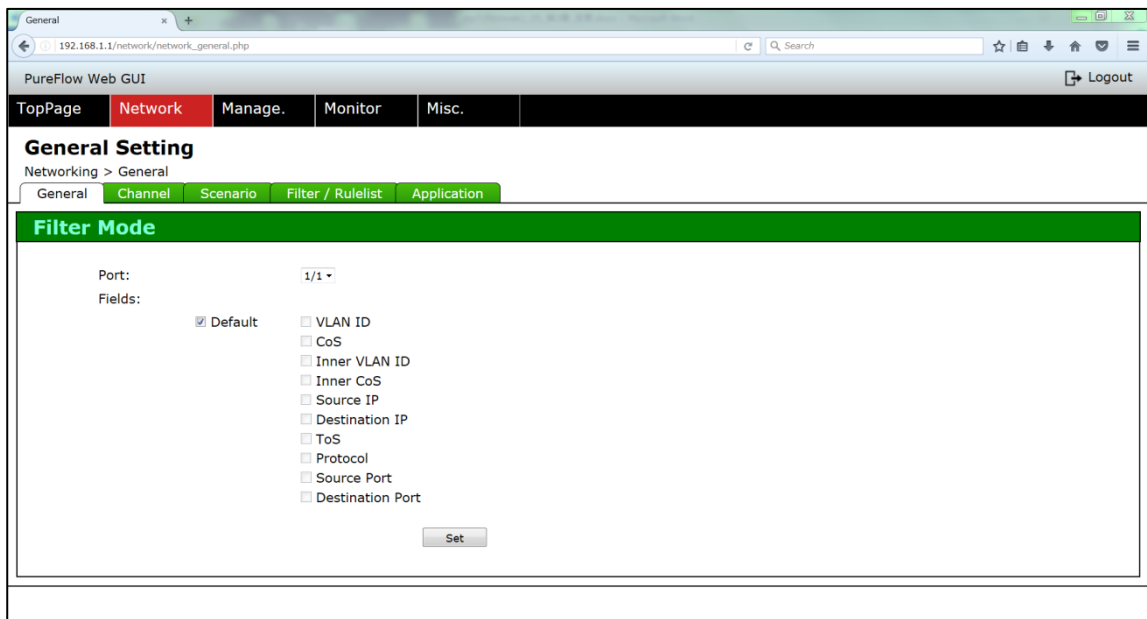 General × +
192.168.1.1/network/network_general.php Search
PureFlow Web GUI Logout
TopPage Network Manage. Monitor Misc.
General Setting
Networking > General
General Channel Scenario Filter / Rulelist Application
Filter Mode
Port: 1/1
Fields:
Default VLAN ID
CoS
Inner VLAN ID
Inner CoS
Source IP
Destination IP
ToS
Protocol
Source Port
Destination Port
Set